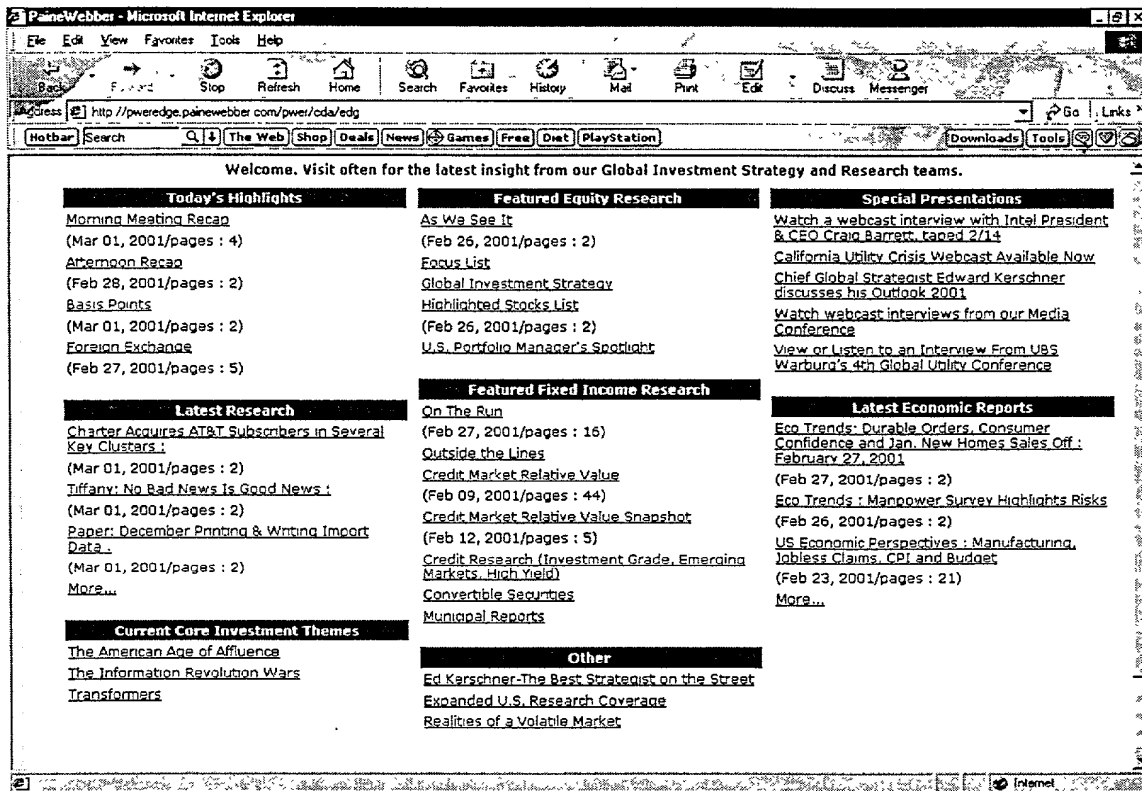 PaineWebber - Microsoft Internet Explorer
File Edit View Favorites Tools Help
Back Forward Stop Refresh Home Search Favorites History Mail Print Edit Discuss Messenger
Address http://pweredge.painewebber com/pwer/cda/edg Go Links
Hotbar Search The Web Shop Deals News Games Free Diet PlayStation Downloads Tools
Welcome. Visit often for the latest insight from our Global Investment Strategy and Research teams.
Today's Highlights
Morning Meeting Recap
(Mar 01, 2001/pages : 4)
Afternoon Recap
(Feb 28, 2001/pages : 2)
Basis Points
(Mar 01, 2001/pages : 2)
Foreign Exchange
(Feb 27, 2001/pages : 5)
Latest Research
Charter Acquires AT&T Subscribers in Several
Key Clusters :
(Mar 01, 2001/pages : 2)
Tiffany: No Bad News Is Good News :
(Mar 01, 2001/pages : 2)
Paper: December Printing & Writing Import
Data .
(Mar 01, 2001/pages : 2)
More...
Current Core Investment Themes
The American Age of Affluence
The Information Revolution Wars
Transformers
Featured Equity Research
As We See It
(Feb 26, 2001/pages : 2)
Focus List
Global Investment Strategy
Highlighted Stocks List
(Feb 26, 2001/pages : 2)
U.S. Portfolio Manager's Spotlight
Featured Fixed Income Research
On The Run
(Feb 27, 2001/pages : 16)
Outside the Lines
Credit Market Relative Value
(Feb 09, 2001/pages : 44)
Credit Market Relative Value Snapshot
(Feb 12, 2001/pages : 5)
Credit Research (Investment Grade, Emerging
Markets, High Yield)
Convertible Securities
Municipal Reports
Other
Ed Kerschner-The Best Strategist on the Street
Expanded U.S. Research Coverage
Realities of a Volatile Market
Special Presentations
Watch a webcast interview with Intel President
& CEO Craig Barrett, taped 2/14
California Utility Crisis Webcast Available Now
Chief Global Strategist Edward Kerschner
discusses his Outlook 2001
Watch webcast interviews from our Media
Conference
View or Listen to an Interview From UBS
Warburg's 4th Global Utility Conference
Latest Economic Reports
Eco Trends: Durable Orders, Consumer
Confidence and Jan. New Homes Sales Off :
February 27, 2001
(Feb 27, 2001/pages : 2)
Eco Trends : Manpower Survey Highlights Risks
(Feb 26, 2001/pages : 2)
US Economic Perspectives : Manufacturing,
Jobless Claims, CPI and Budget
(Feb 23, 2001/pages : 21)
More...
Internet